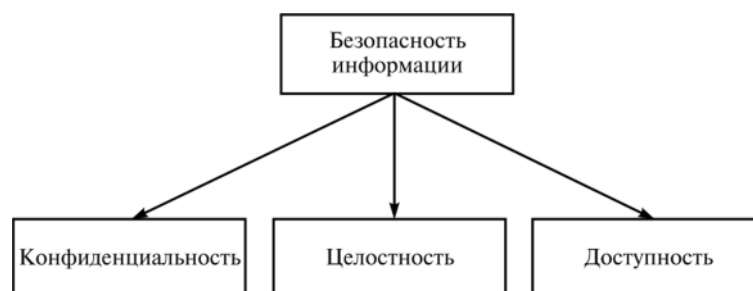 Безопасность
информации
Конфиденциальность
Целостность
Доступность